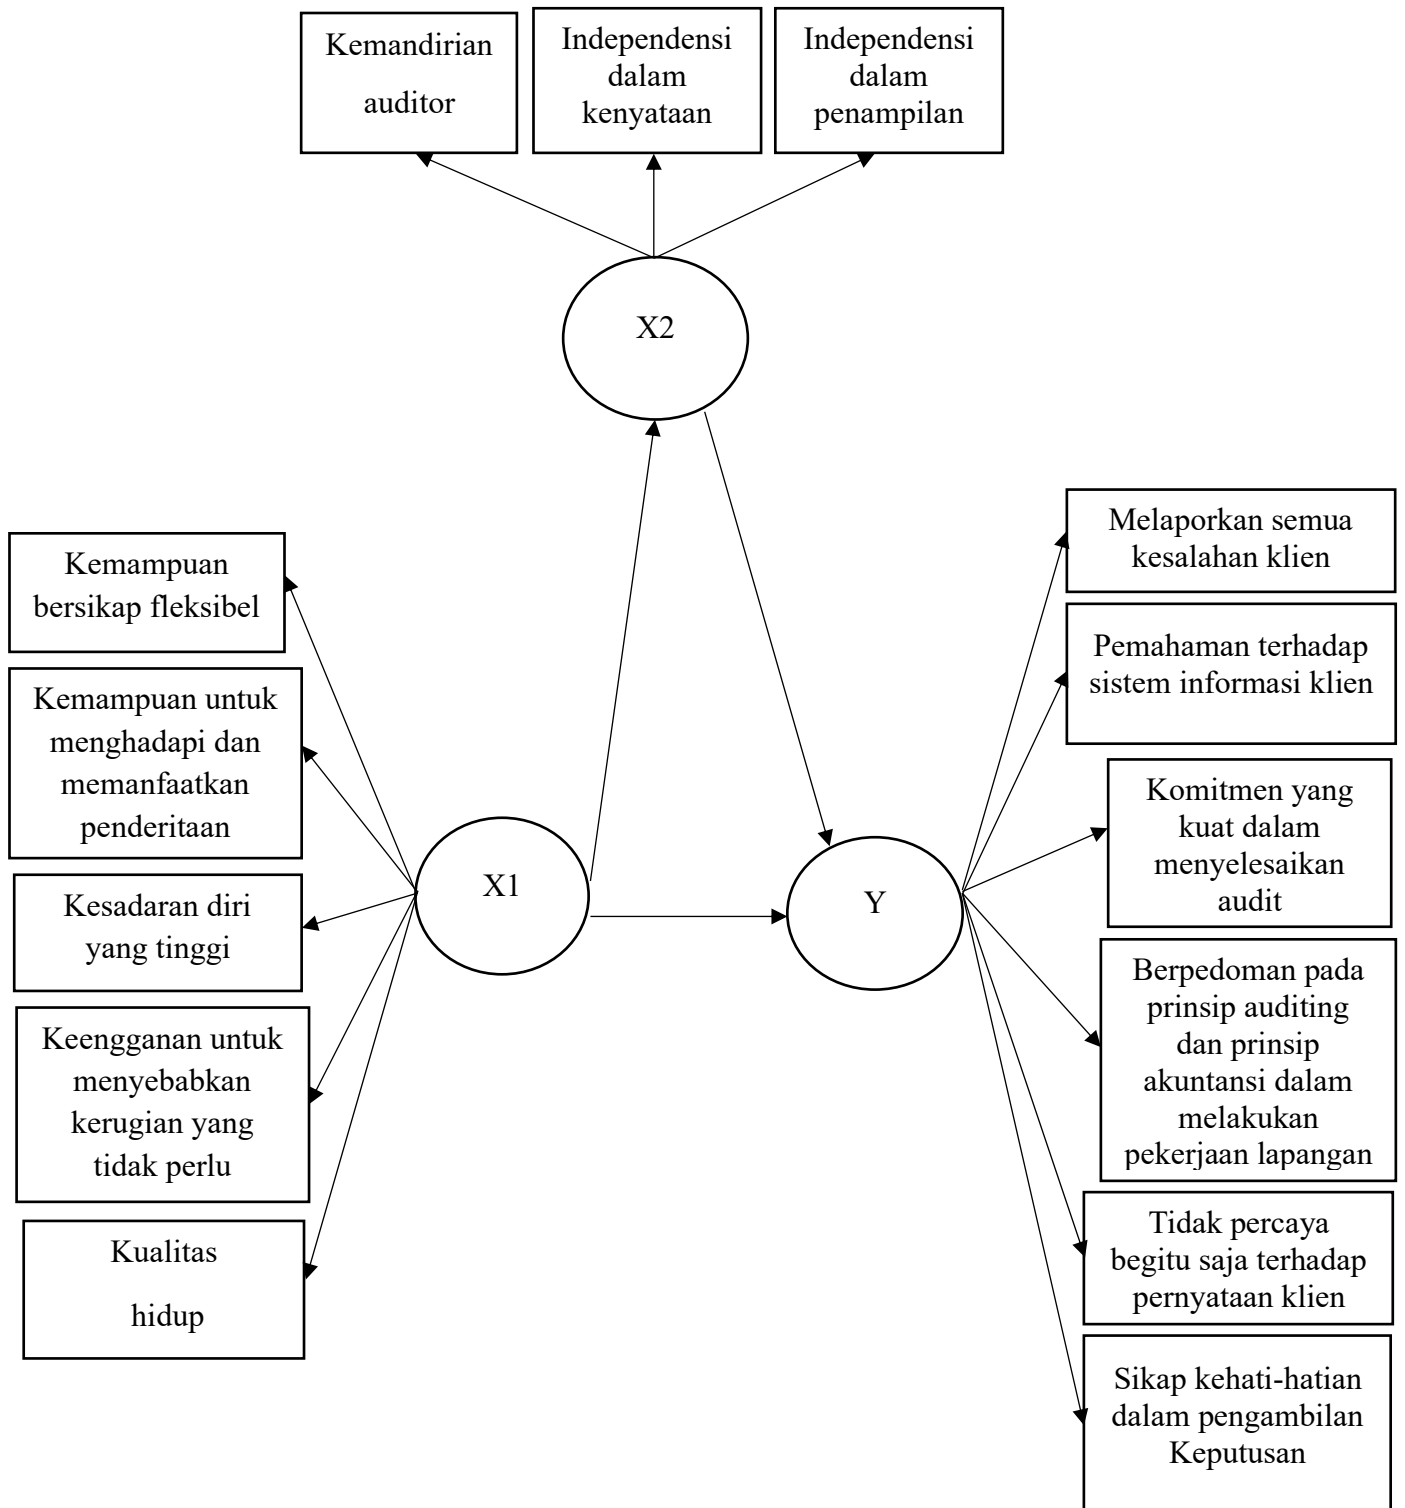 Kemandirian
auditor
Independensi
dalam
kenyataan
Independensi
dalam
penampilan
X2
Kemampuan
bersikap fleksibel
Kemampuan untuk
menghadapi dan
memanfaatkan
penderitaan
Kesadaran diri
yang tinggi
Keengganan untuk
menyebabkan
kerugian yang
tidak perlu
Kualitas
hidup
X1
Y
Melaporkan semua
kesalahan klien
Pemahaman terhadap
sistem informasi klien
Komitmen yang
kuat dalam
menyelesaikan
audit
Berpedoman pada
prinsip auditing
dan prinsip
akuntansi dalam
melakukan
pekerjaan lapangan
Tidak percaya
begitu saja terhadap
pernyataan klien
Sikap kehati-hatian
dalam pengambilan
Keputusan